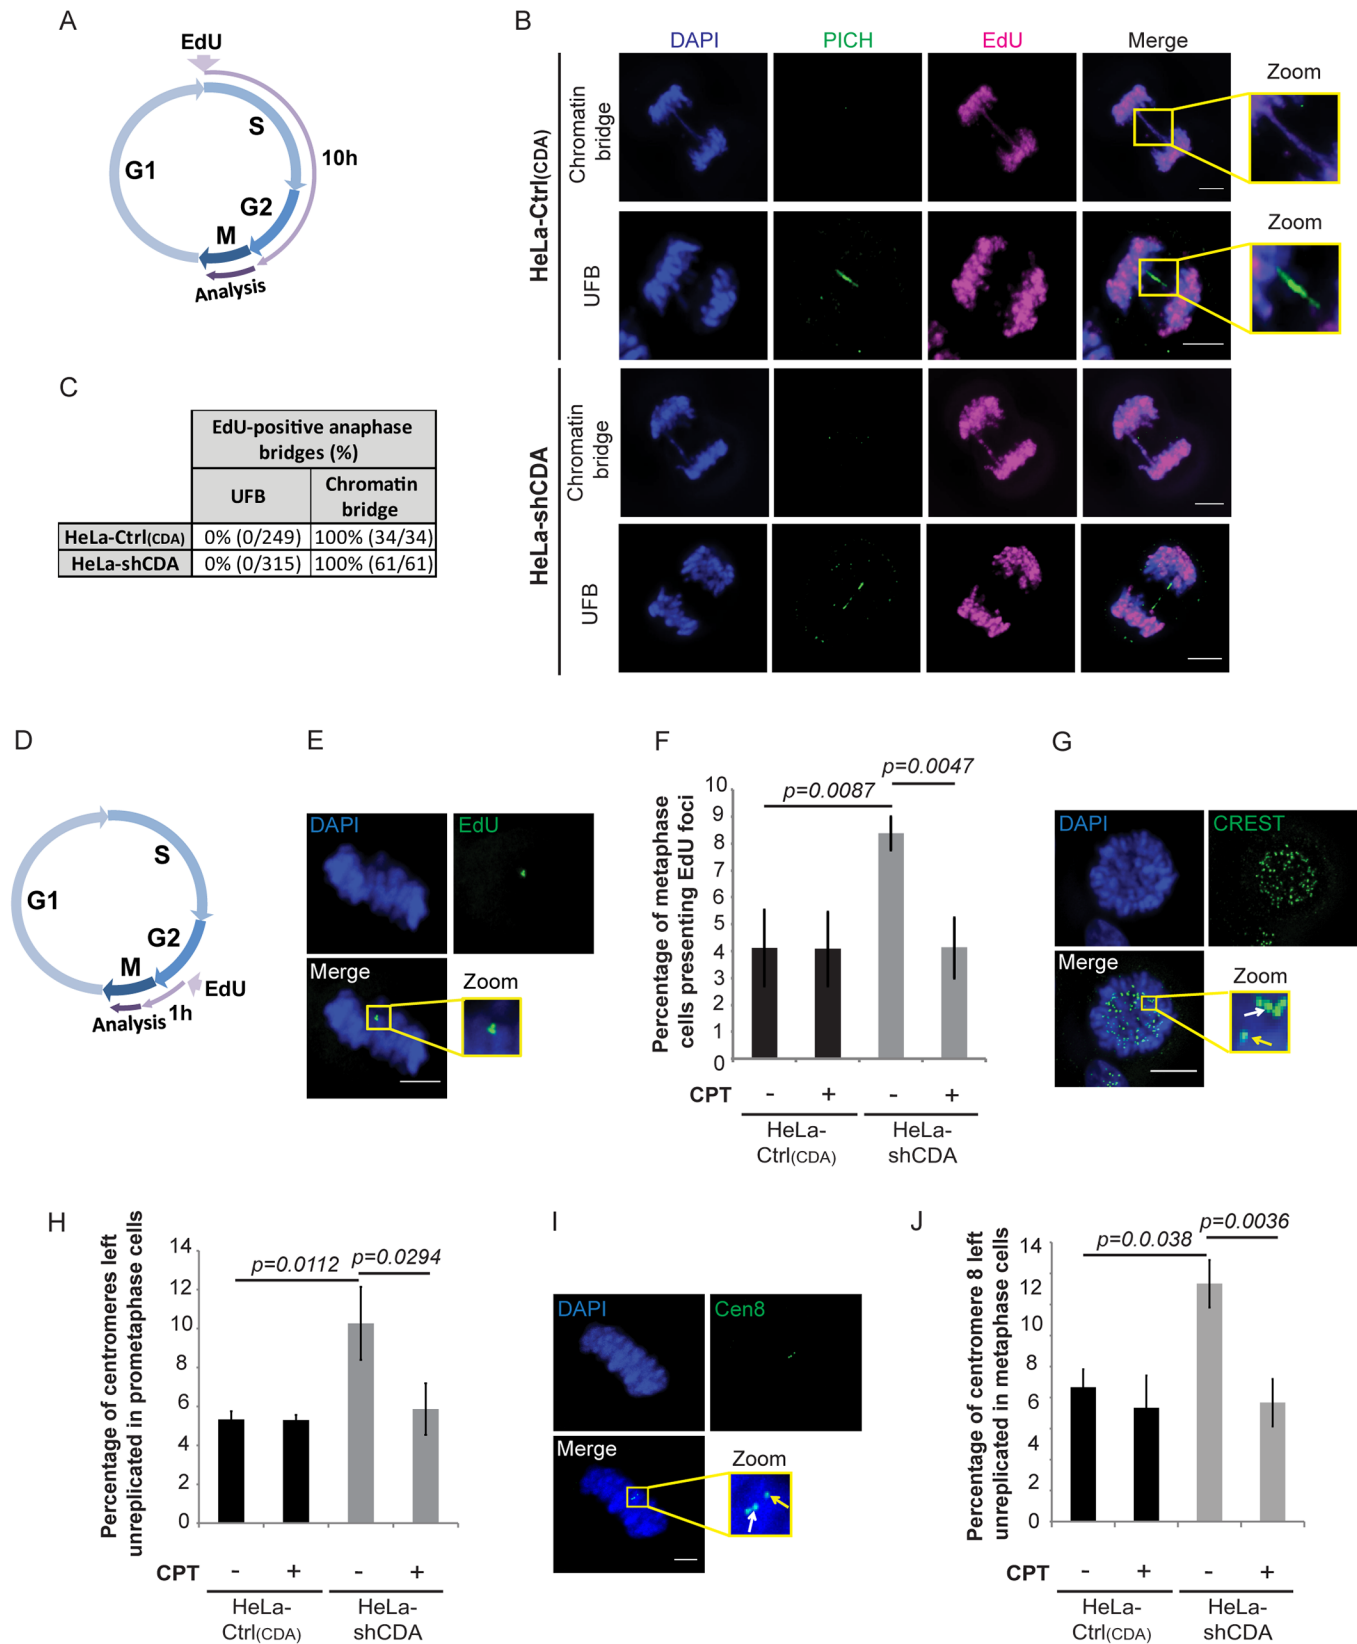 A
EdU
S
10h
G1
G2
M
Analysis
B
DAPI
PICH
EdU
Merge
Zoom
HeLa-Ctrl(CDA)
Chromatin
bridge
Zoom
UFB
HeLa-shCDA
Chromatin
bridge
UFB
C
EdU-positive anaphase
bridges (%)
UFB
Chromatin
bridge
HeLa-Ctrl(CDA)
0% (0/249)
100% (34/34)
HeLa-shCDA
0% (0/315)
100% (61/61)
D
S
G1
G2
M
EdU
Analysis
1h
E
DAPI
EdU
Merge
Zoom
F
Percentage of metaphase
cells presenting EdU foci
10
9
8
7
6
5
4
3
2
1
0
p=0.0087
p=0.0047
CPT
-
+
-
+
HeLa-
Ctrl(CDA)
HeLa-
shCDA
G
DAPI
CREST
Merge
Zoom
H
Percentage of centromeres left
unreplicated in prometaphase cells
14
12
10
8
6
4
2
0
p=0.0112
p=0.0294
CPT
-
+
-
+
HeLa-
Ctrl(CDA)
HeLa-
shCDA
I
DAPI
Cen8
Merge
Zoom
J
Percentage of centromere 8 left
unreplicated in metaphase cells
14
12
10
8
6
4
2
0
p=0.0.038
p=0.0036
CPT
-
+
-
+
HeLa-
Ctrl(CDA)
HeLa-
shCDA